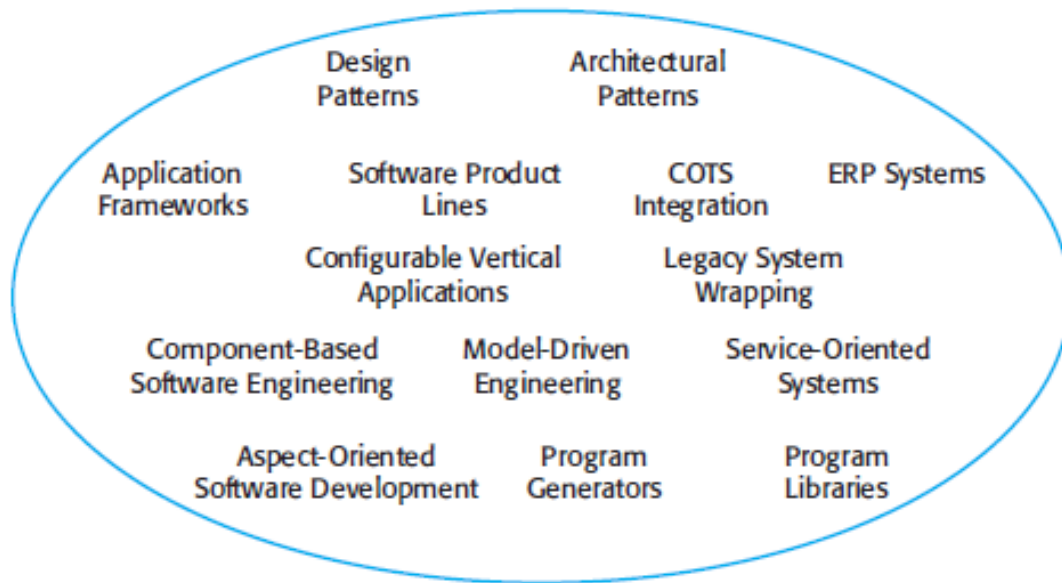 Design
Patterns
Architectural
Patterns
Application
Frameworks
Software Product
Lines
COTS
Integration
ERP Systems
Configurable Vertical
Applications
Legacy System
Wrapping
Component-Based
Software Engineering
Model-Driven
Engineering
Service-Oriented
Systems
Aspect-Oriented
Software Development
Program
Generators
Program
Libraries